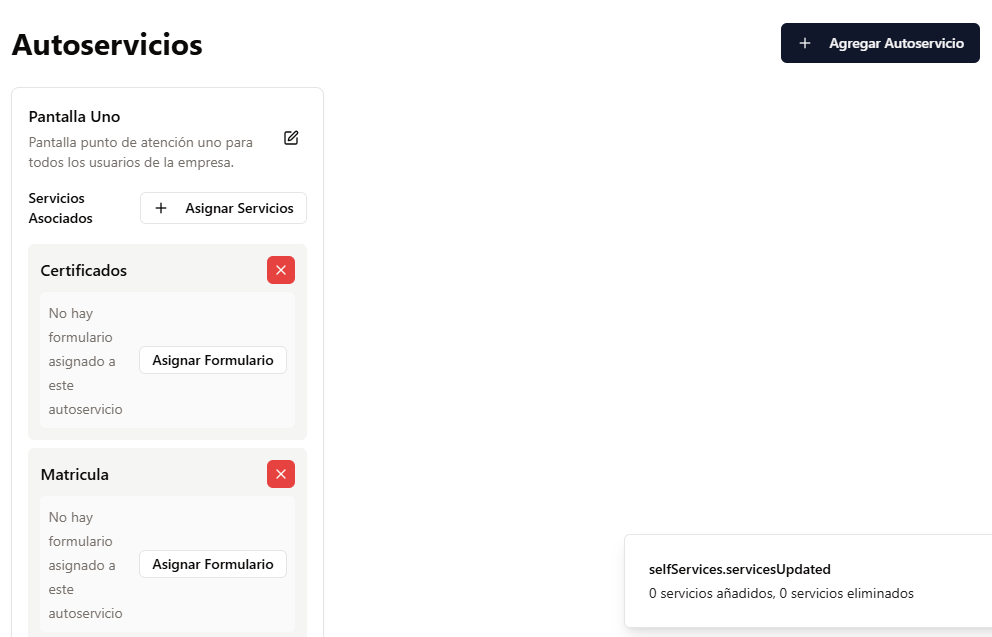 Autoservicios
Agregar Autoservicio
Pantalla Uno
Pantalla punto de atención uno para
todos los usuarios de la empresa.
Servicios
Asociados
Asignar Servicios
Certificados
No hay
formulario
asignado a
este
autoservicio
Asignar Formulario
Matricula
No hay
formulario
asignado a
este
autoservicio
Asignar Formulario
selfServices.servicesUpdated
0 servicios añadidos, 0 servicios eliminados